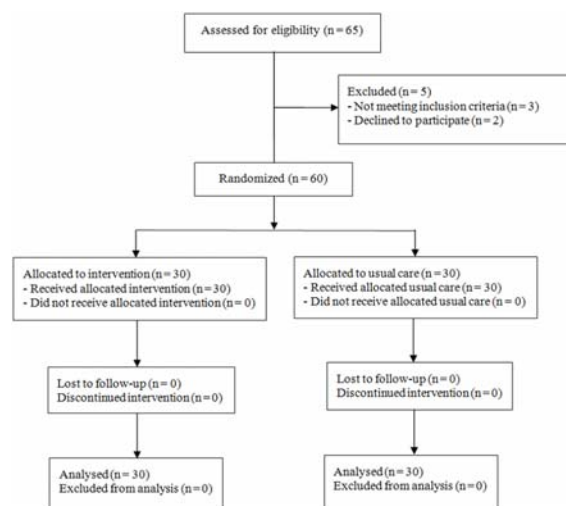 Assessed for eligibility (n=65)
Excluded (n=5)
- Not meeting inclusion criteria (n=3)
- Declined to participate (n=2)
Randomized (n=60)
Allocated to intervention (n=30)
- Received allocated intervention (n=30)
- Did not receive allocated intervention (n=0)
Allocated to usual care (n=30)
- Received allocated usual care (n=30)
- Did not receive allocated usual care (n=0)
Lost to follow-up (n=0)
Discontinued intervention (n=0)
Lost to follow-up (n=0)
Discontinued intervention (n=0)
Analysed (n=30)
Excluded from analysis (n=0)
Analysed (n=30)
Excluded from analysis (n=0)